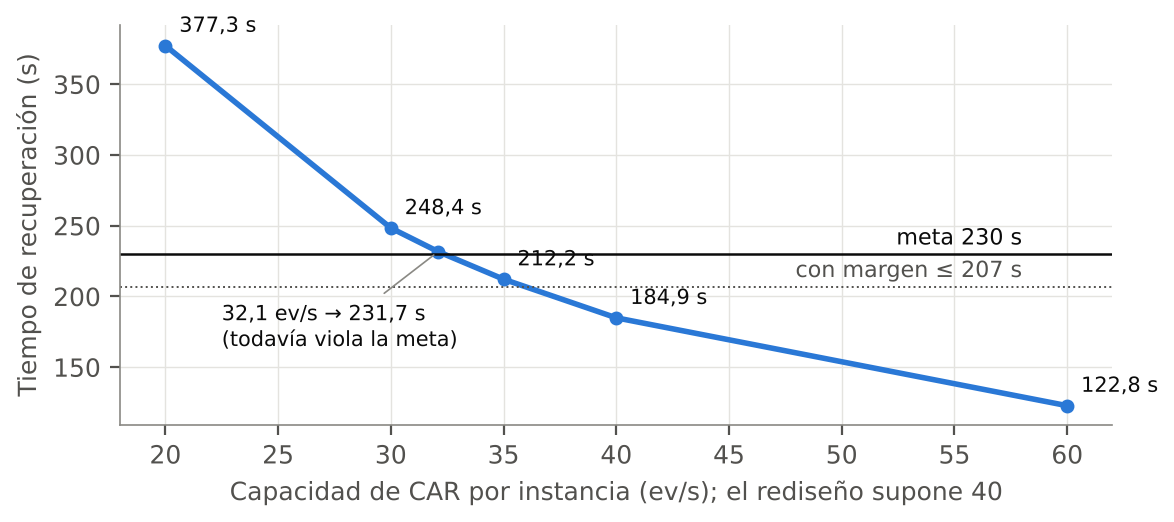 377,3 s
350
300
250
200
150
Tiempo de recuperación (s)
248,4 s
meta 230 s
212,2 s
con margen ≤ 207 s
184,9 s
32,1 ev/s → 231,7 s
(todavía viola la meta)
122,8 s
20 25 30 35 40 45 50 55 60
Capacidad de CAR por instancia (ev/s); el rediseño supone 40